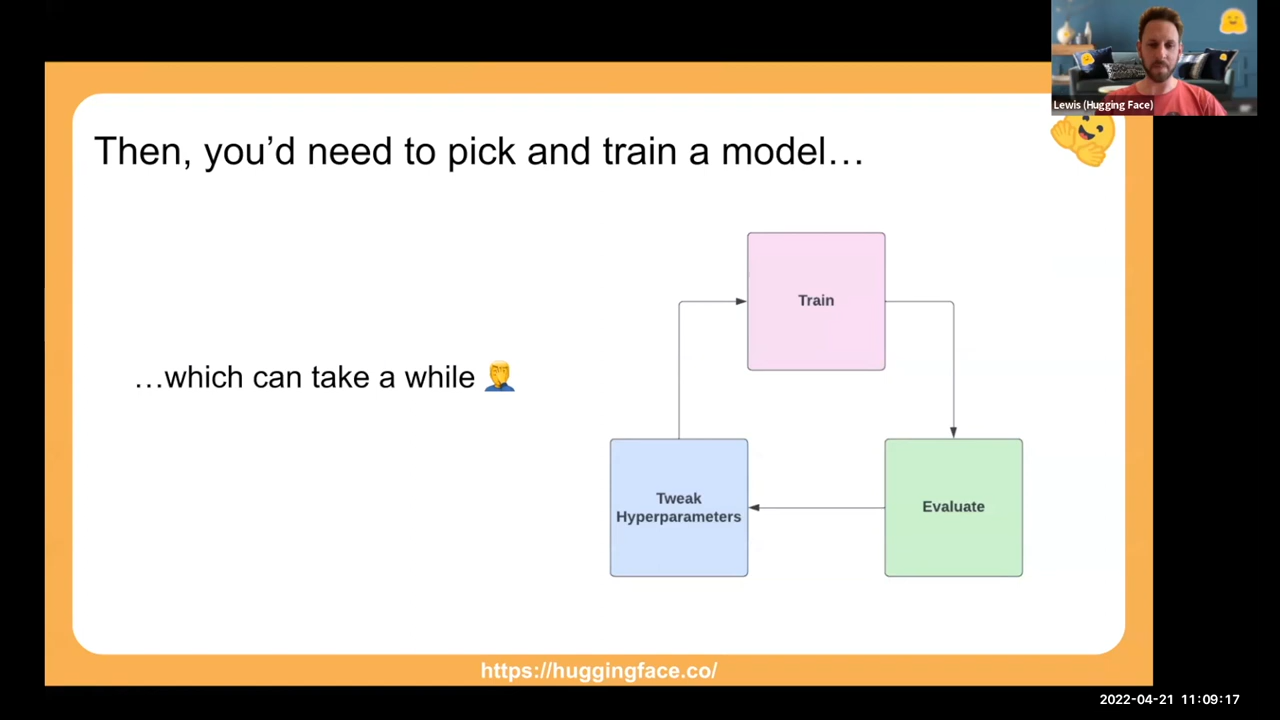 Lewis (Hugging Face)
Then, you’d need to pick and train a model…
…which can take a while 🤦‍♂️
Train
Tweak
Hyperparameters
Evaluate
https://huggingface.co/
2022-04-21 11:09:17